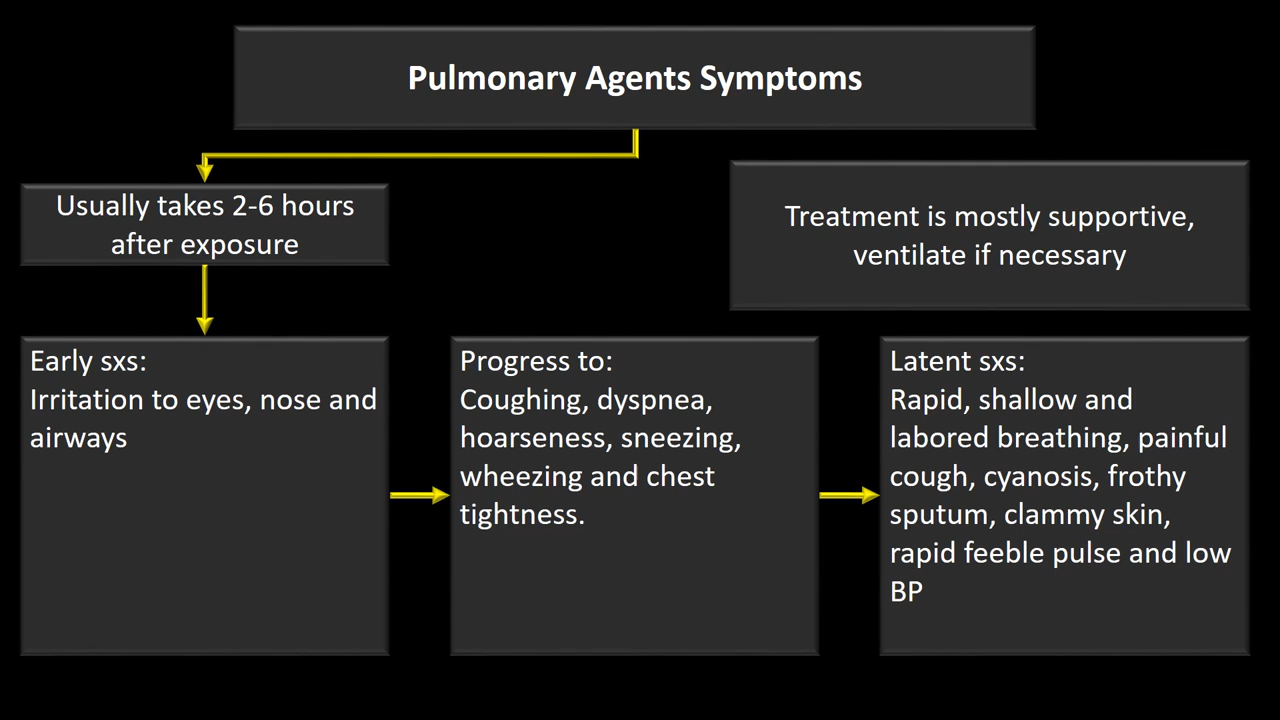 Pulmonary Agents Symptoms
Usually takes 2-6 hours
after exposure
Treatment is mostly supportive,
ventilate if necessary
Early sxs:
Irritation to eyes, nose and
airways
Progress to:
Coughing, dyspnea,
hoarseness, sneezing,
wheezing and chest
tightness.
Latent sxs:
Rapid, shallow and
labored breathing, painful
cough, cyanosis, frothy
sputum, clammy skin,
rapid feeble pulse and low
BP